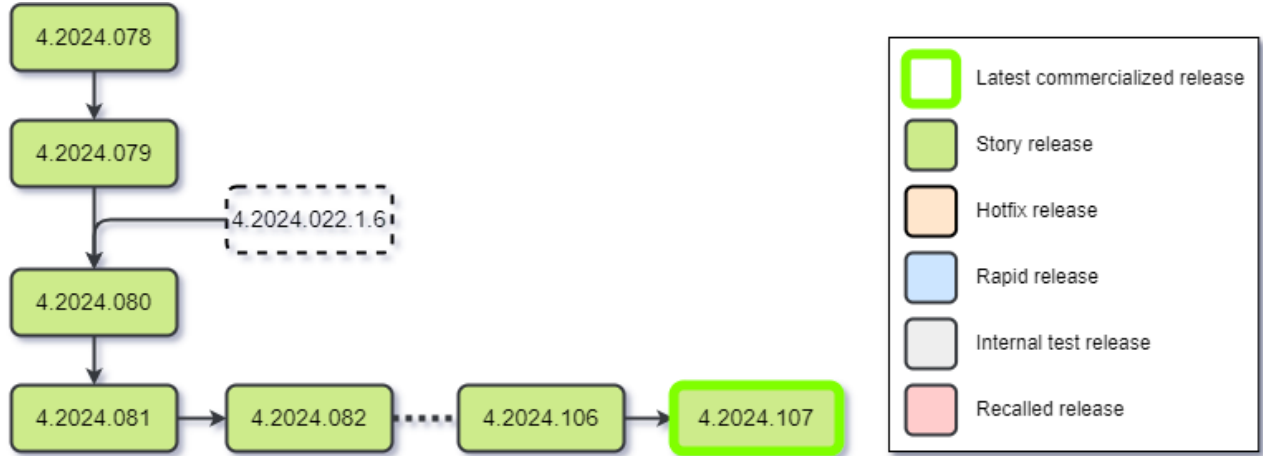 4.2024.078
4.2024.079
4.2024.022.1.6
4.2024.080
4.2024.081
4.2024.082
4.2024.106
4.2024.107
Latest commercialized release
Story release
Hotfix release
Rapid release
Internal test release
Recalled release